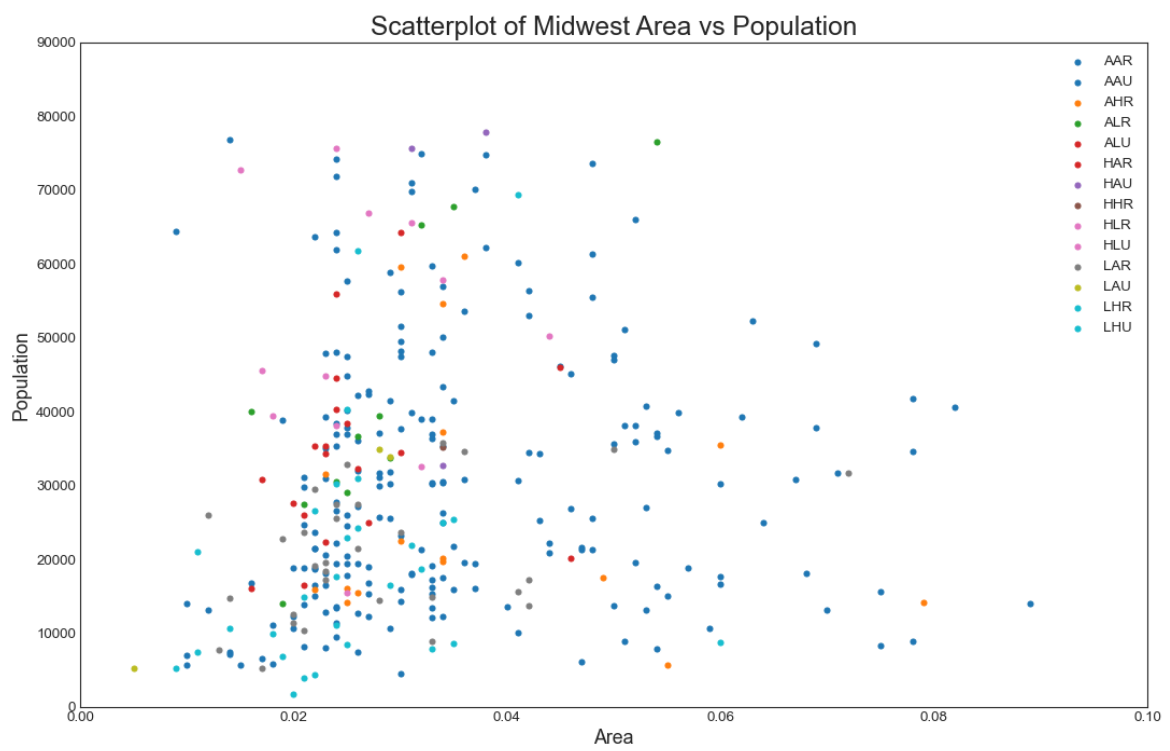 Scatterplot of Midwest Area vs Population
90000
80000
70000
60000
50000
40000
30000
20000
10000
0
Population
0.00 0.02 0.04 0.06 0.08 0.10
Area
AAR
AAU
AHR
ALR
ALU
HAR
HAU
HHR
HLR
HLU
LAR
LAU
LHR
LHU